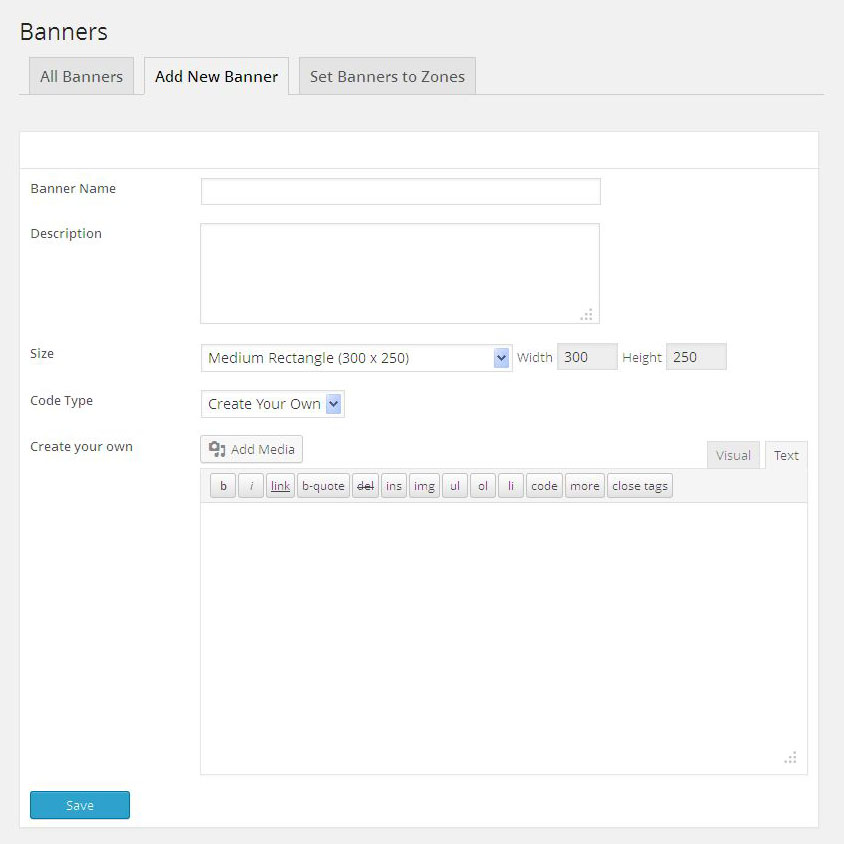 Banners
All Banners Add New Banner Set Banners to Zones
Banner Name
Description
Size Medium Rectangle (300 x 250) Width 300 Height 250
Code Type Create Your Own
Create your own Add Media Visual Text
b i link b-quote del ins img ul ol li code more close tags
Save